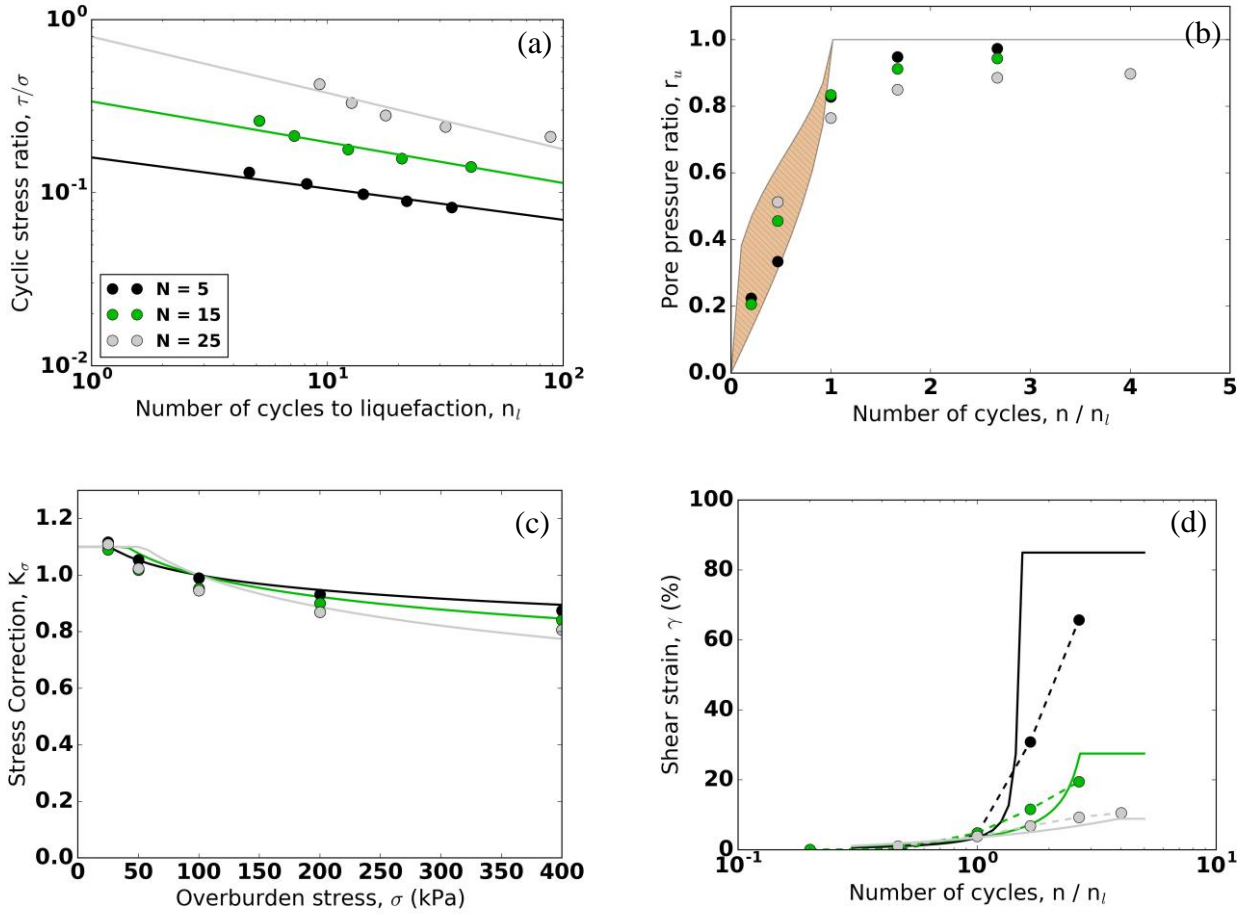 (a)
10⁰
10⁻¹
10⁻²
Cyclic stress ratio, τ/σ
N = 5
N = 15
N = 25
10⁰ 10¹ 10²
Number of cycles to liquefaction, nₗ
(b)
1.0
0.8
0.6
0.4
0.2
0.0
Pore pressure ratio, r_u
0 1 2 3 4 5
Number of cycles, n / nₗ
(c)
1.2
1.0
0.8
0.6
0.4
0.2
0.0
Stress Correction, K_σ
0 50 100 150 200 250 300 350 400
Overburden stress, σ (kPa)
(d)
100
80
60
40
20
0
Shear strain, γ (%)
10⁻¹ 10⁰ 10¹
Number of cycles, n / nₗ